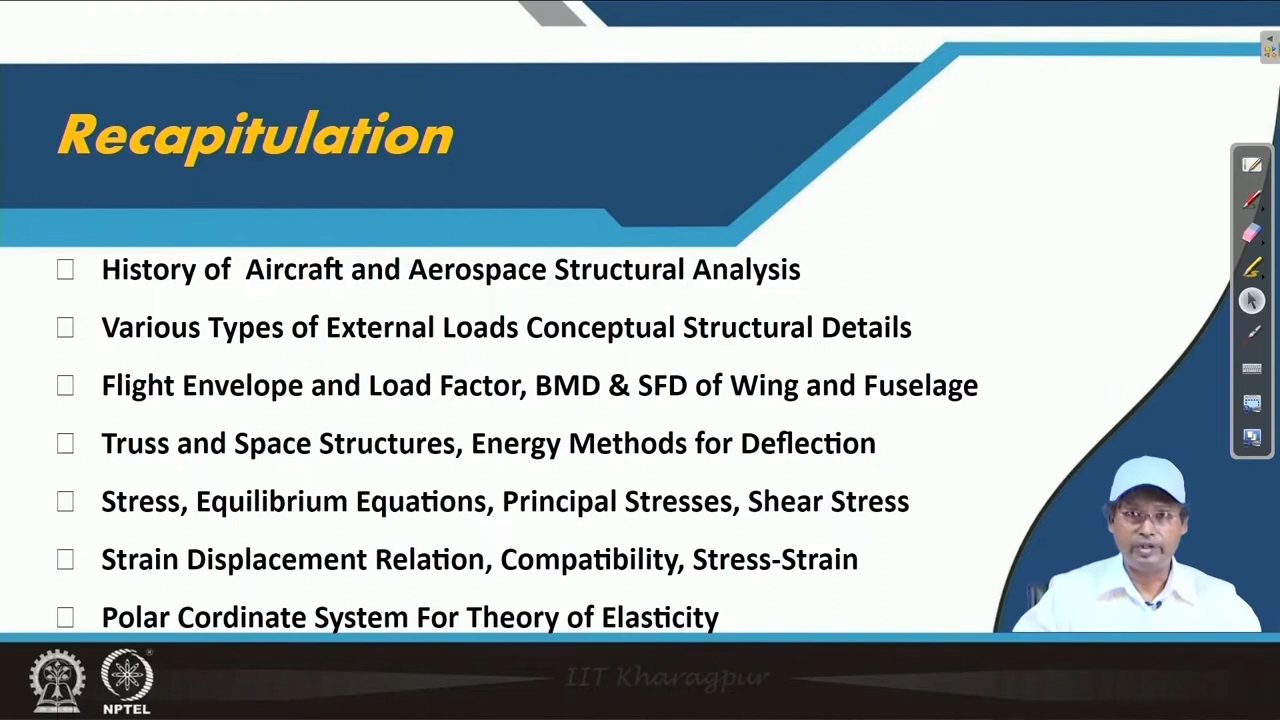 Recapitulation
History of Aircraft and Aerospace Structural Analysis
Various Types of External Loads Conceptual Structural Details
Flight Envelope and Load Factor, BMD & SFD of Wing and Fuselage
Truss and Space Structures, Energy Methods for Deflection
Stress, Equilibrium Equations, Principal Stresses, Shear Stress
Strain Displacement Relation, Compatibility, Stress-Strain
Polar Cordinate System For Theory of Elasticity
IIT Kharagpur
NPTEL